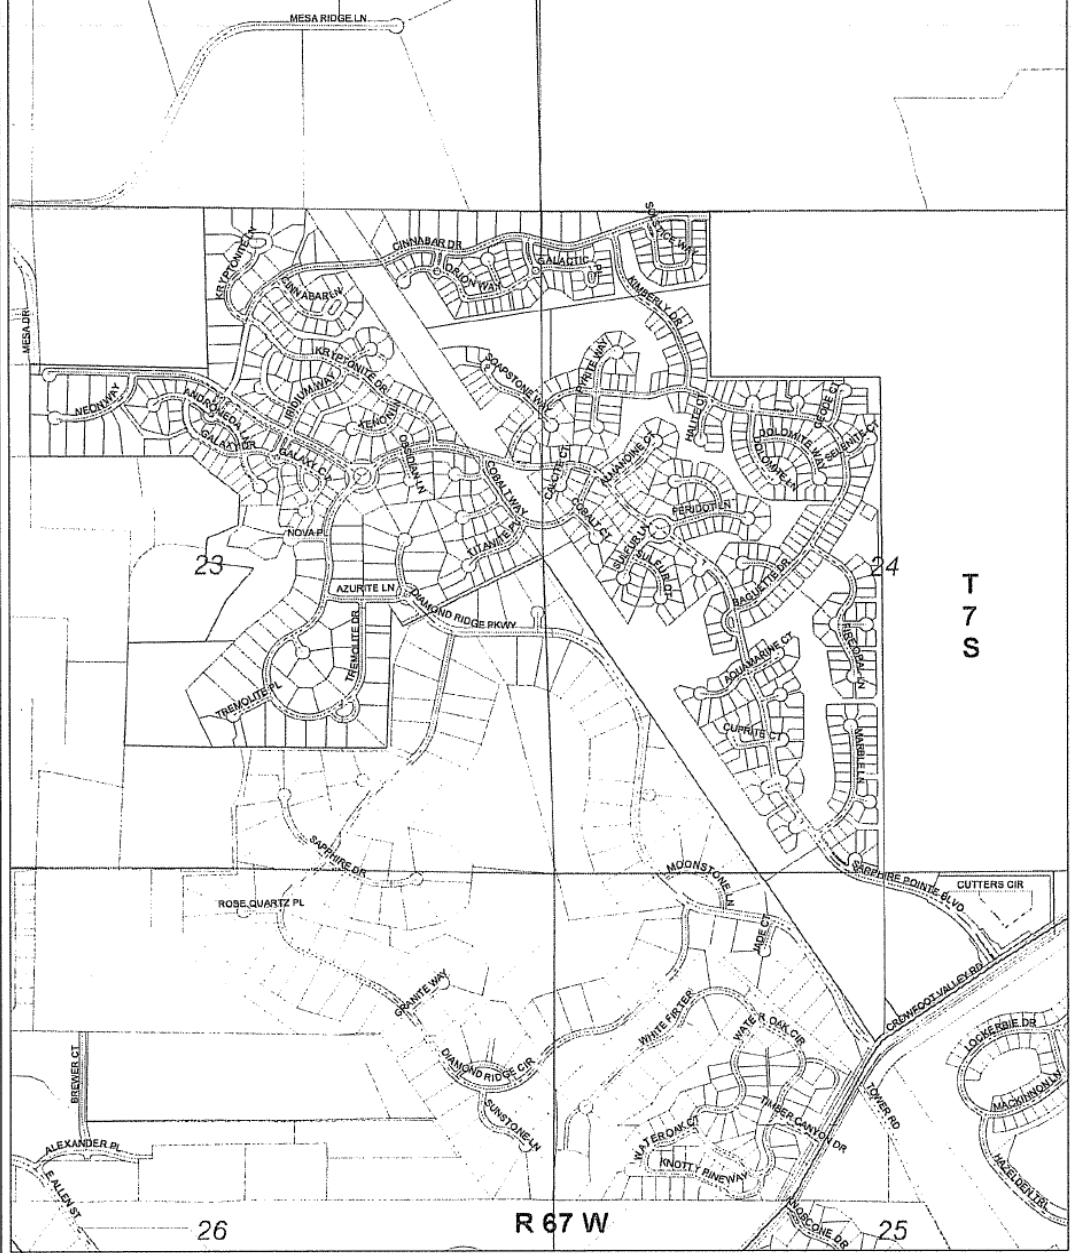 MESA RIDGE LN
SOLSTICE WAY
KRYPTONITE LN
CINNABAR DR
GALACTIC PL
ORION WAY
CINNABAR LN
KIMBERLY DR
MESA DR
KRYPTONITE DR
SOAPSTONE WAY
PYRITE WAY
NEON WAY
ANDROMEDA LN
IRIDIUM WAY
XENON LN
HALITE CT
GEODE CT
GALAXY DR
OBSIDIAN LN
DOLOMITE WAY
SELENITE CT
GALAXY CT
COBALT WAY
CALCITE CT
ALMANDINE CT
DOLOMITE LN
COBALT CT
PERIDOT LN
NOVA PL
TITANITE PL
SULFUR LN
SULFUR CT
23
24
T
7
S
AZURITE LN
DIAMOND RIDGE PKWY
BAGUETTE DR
TREMOLITE DR
FIRE OPAL LN
AQUAMARINE CT
TREMOLITE PL
CUPRITE CT
MARBLE LN
SAPPHIRE DR
MOONSTONE LN
SAPPHIRE POINTE BLVD
CUTTERS CIR
ROSE QUARTZ PL
JADE CT
CROWFOOT VALLEY RD
GRANITE WAY
WHITE FIR TER
WATER OAK CIR
LOCKERBIE DR
BREWER CT
DIAMOND RIDGE CIR
TOWER RD
MACKINNON LN
SUNSTONE LN
TIMBER CANYON DR
WATER OAK CT
ALEXANDER PL
KNOTTY PINE WAY
HAZELDEN TRL
E ALLEN ST
KNOBCONE DR
26
R 67 W
25